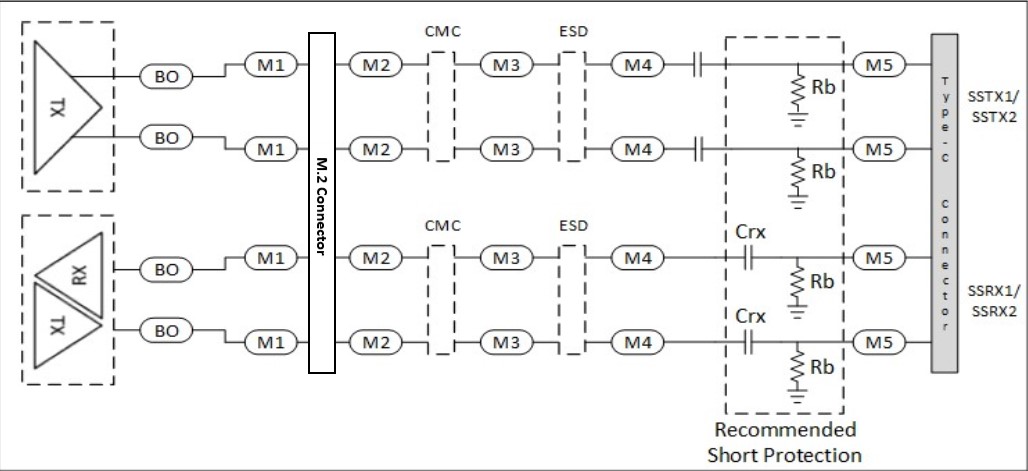 CMC
ESD
TX
BO
M1
M2
M3
M4
Rb
M5
SSTX1/
SSTX2
BO
M1
M2
M3
M4
Rb
M5
M.2 Connector
Type-C Connector
CMC
ESD
RX
BO
M1
M2
M3
M4
Crx
Rb
M5
SSRX1/
SSRX2
TX
BO
M1
M2
M3
M4
Crx
Rb
M5
Recommended
Short Protection